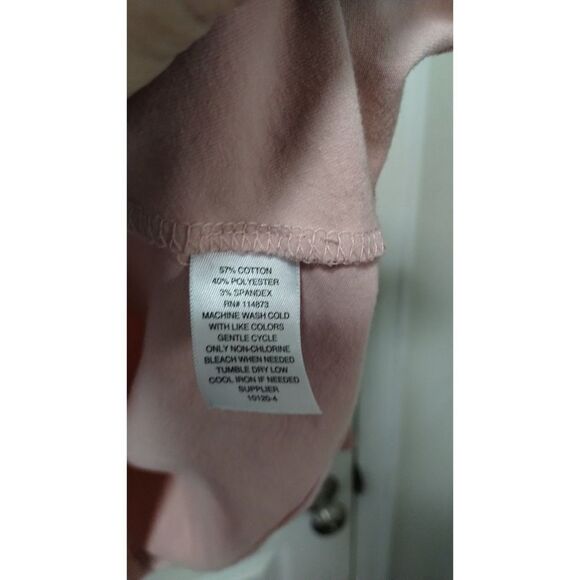 57% COTTON
40% POLYESTER
3% SPANDEX
RN# 114873
MACHINE WASH COLD
WITH LIKE COLORS
GENTLE CYCLE
ONLY NON-CHLORINE
BLEACH WHEN NEEDED
TUMBLE DRY LOW
COOL IRON IF NEEDED
SUPPLIER
10120-4